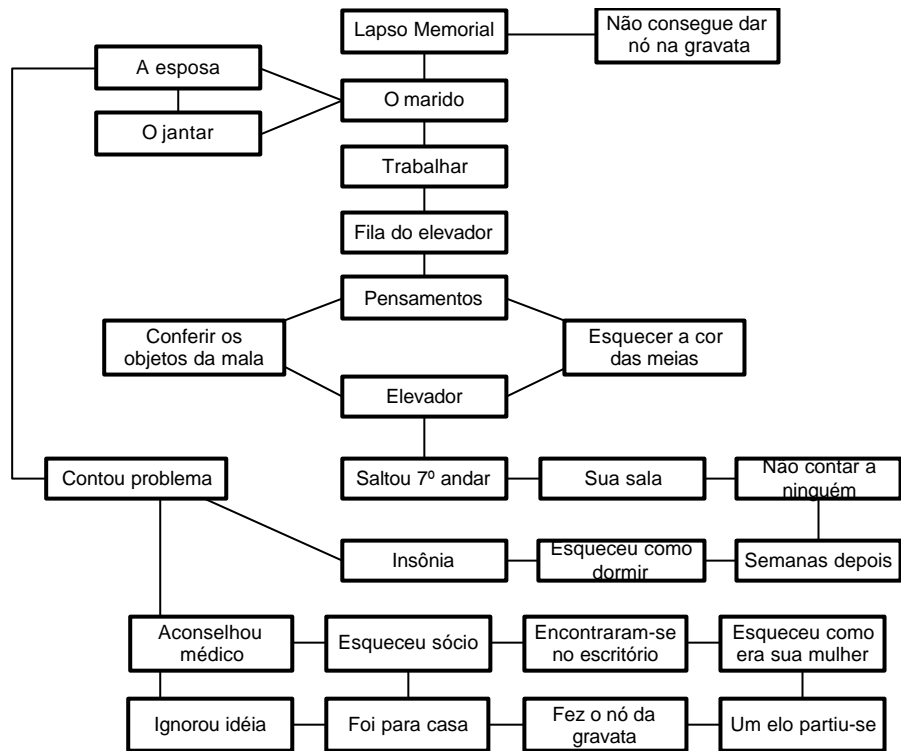 Lapso Memorial
Não consegue dar
nó na gravata
A esposa
O marido
O jantar
Trabalhar
Fila do elevador
Pensamentos
Conferir os
objetos da mala
Esquecer a cor
das meias
Elevador
Contou problema
Saltou 7º andar
Sua sala
Não contar a
ninguém
Insônia
Esqueceu como
dormir
Semanas depois
Aconselhou
médico
Esqueceu sócio
Encontraram-se
no escritório
Esqueceu como
era sua mulher
Ignorou idéia
Foi para casa
Fez o nó da
gravata
Um elo partiu-se